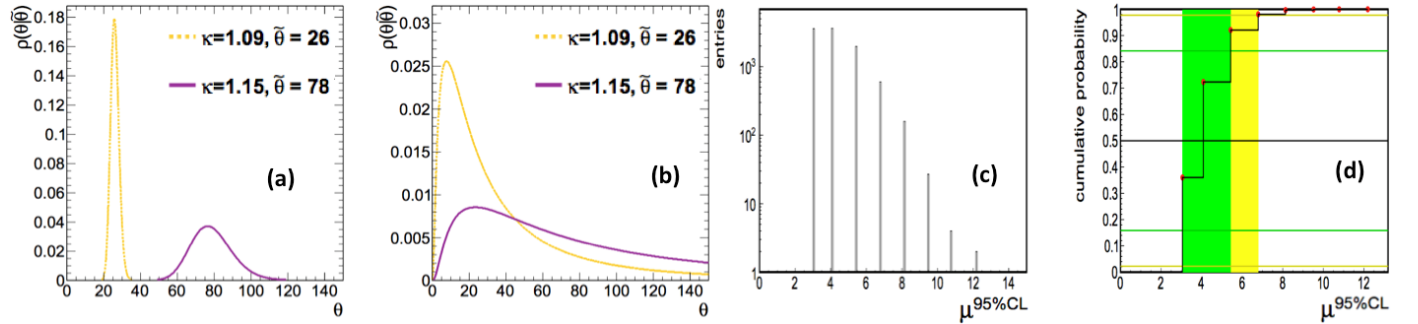 ρ(θ|θ̃)
0.18
0.16
0.14
0.12
0.10
0.08
0.06
0.04
0.02
0
κ=1.09, θ̃ = 26
κ=1.15, θ̃ = 78
(a)
0 20 40 60 80 100 120 140
θ
ρ(θ|θ̃)
0.03
0.025
0.02
0.015
0.01
0.005
0
κ=1.09, θ̃ = 26
κ=1.15, θ̃ = 78
(b)
0 20 40 60 80 100 120 140
θ
entries
10³
10²
10
1
(c)
0 2 4 6 8 10 12 14
μ95%CL
cumulative probability
1
0.9
0.8
0.7
0.6
0.5
0.4
0.3
0.2
0.1
0
(d)
0 2 4 6 8 10 12
μ95%CL